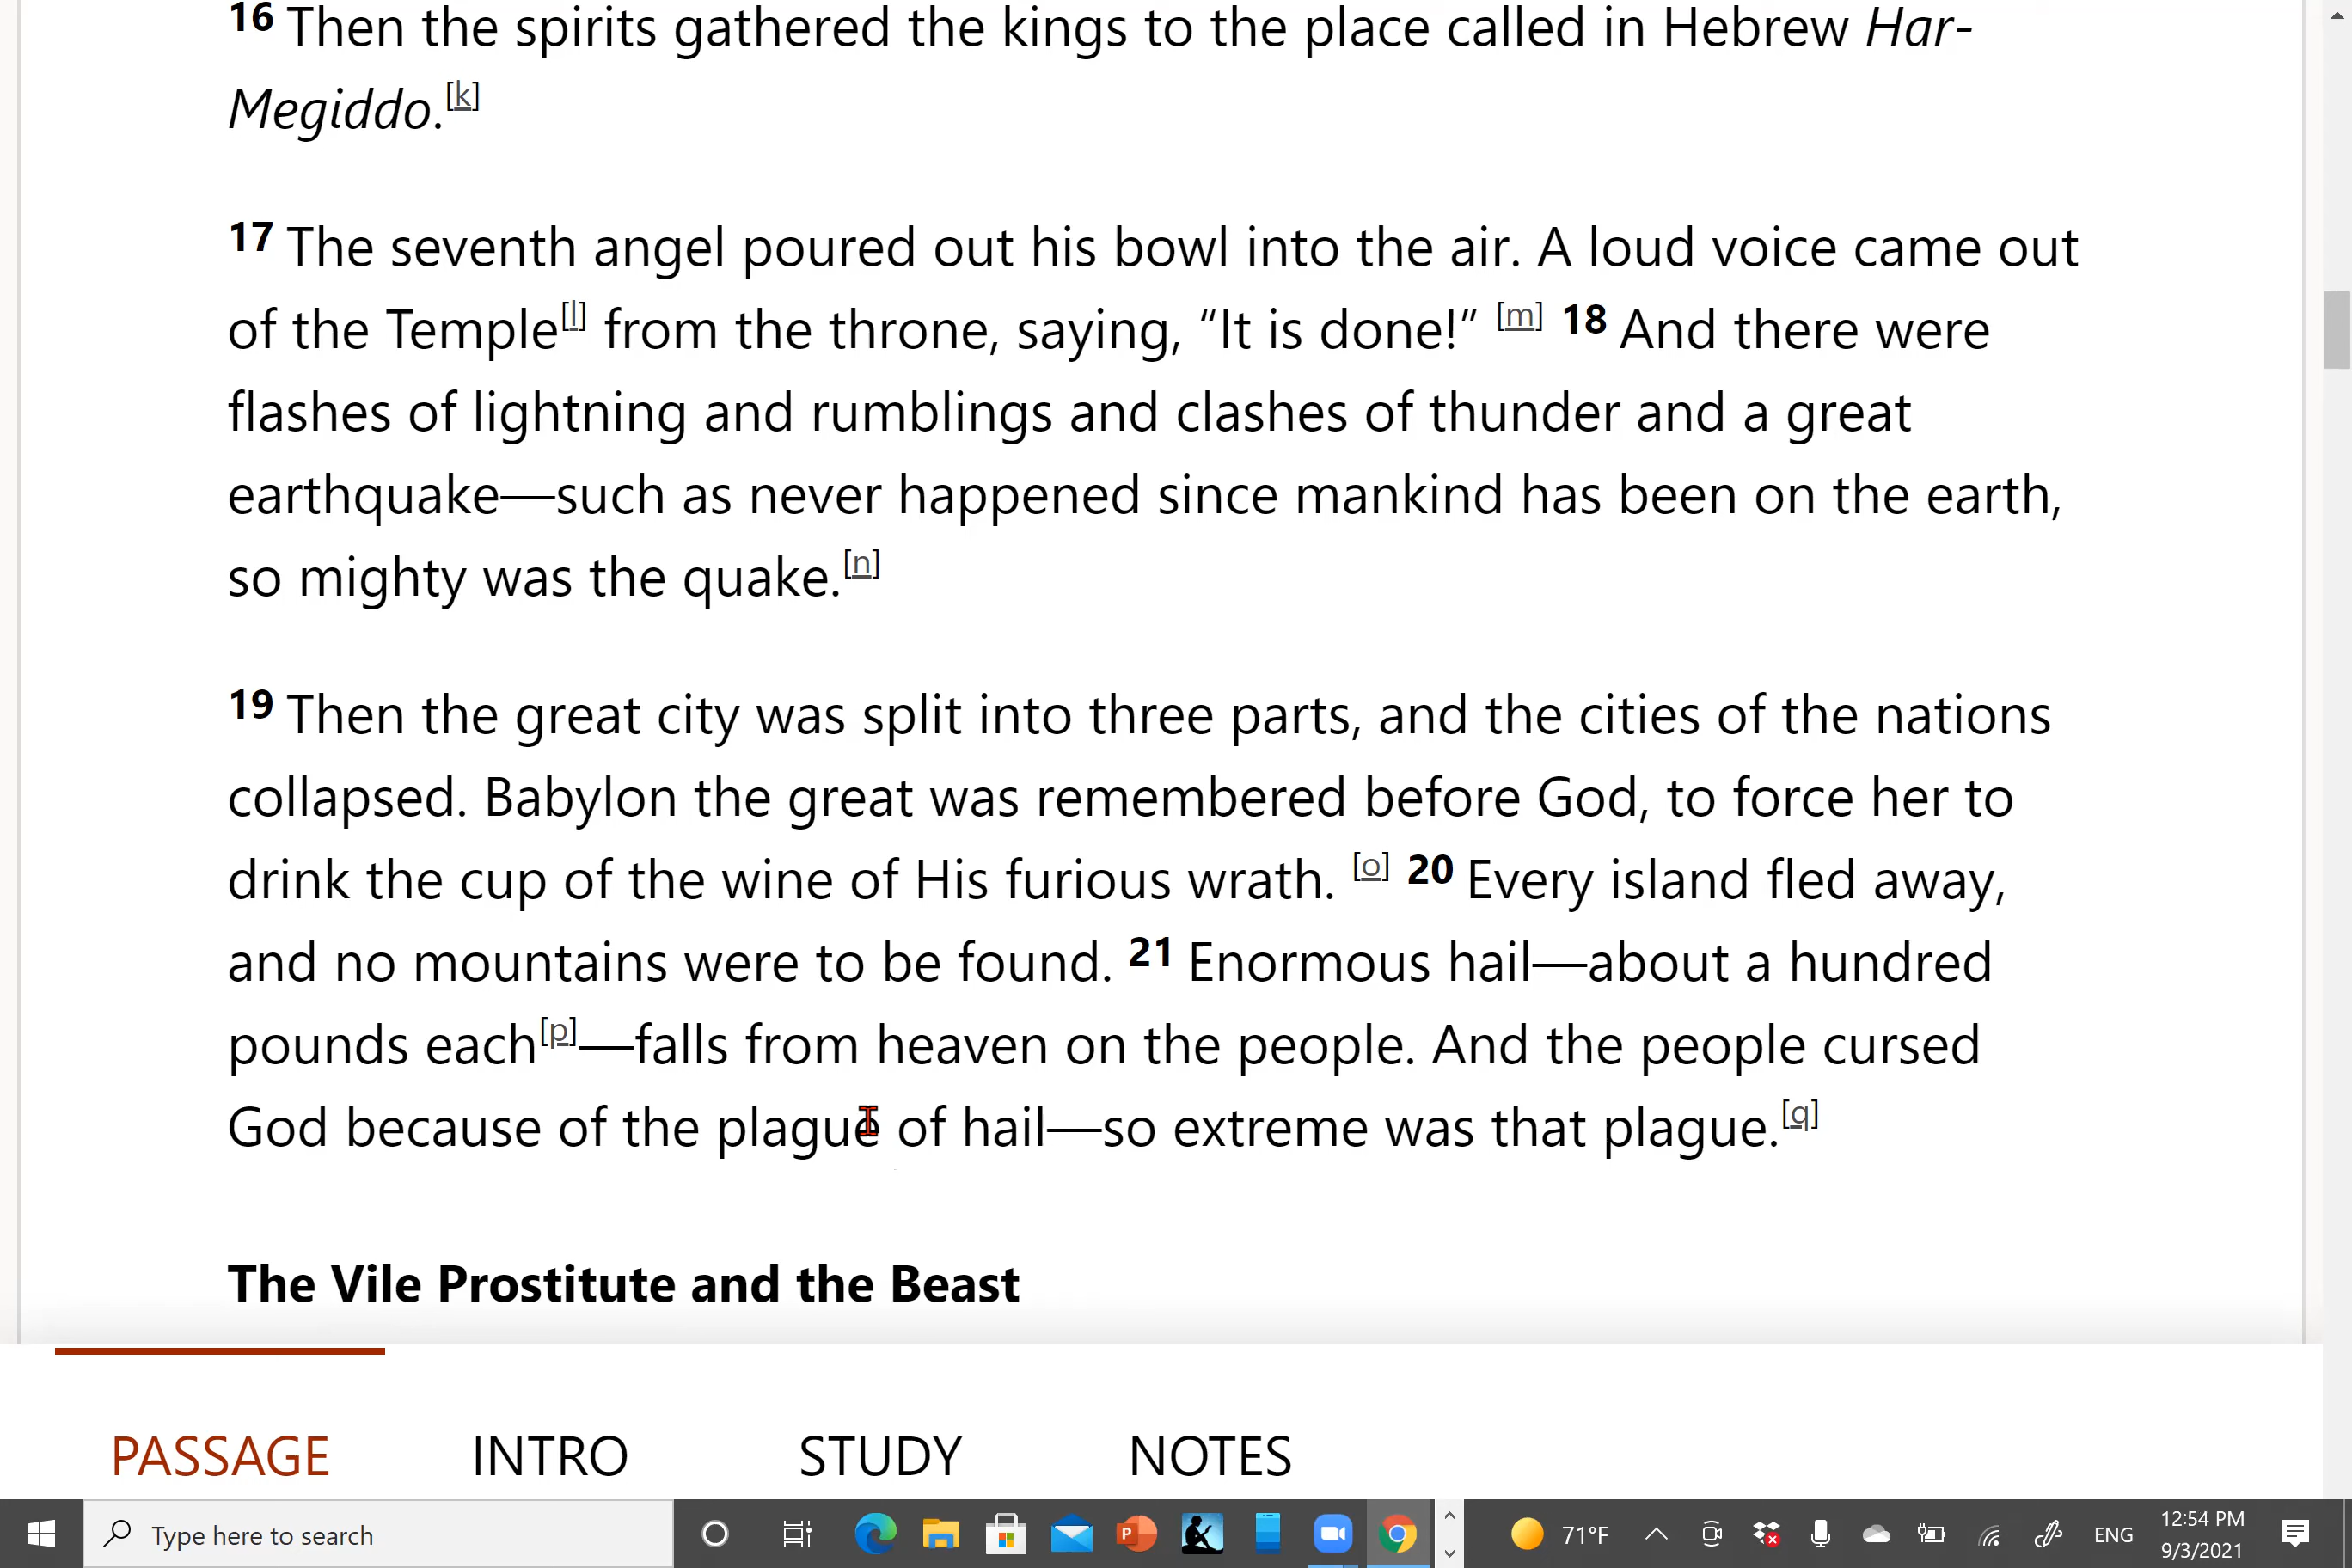 16 Then the spirits gathered the kings to the place called in Hebrew Har-
Megiddo.[k]
17 The seventh angel poured out his bowl into the air. A loud voice came out
of the Temple[l] from the throne, saying, “It is done!” [m] 18 And there were
flashes of lightning and rumblings and clashes of thunder and a great
earthquake—such as never happened since mankind has been on the earth,
so mighty was the quake.[n]
19 Then the great city was split into three parts, and the cities of the nations
collapsed. Babylon the great was remembered before God, to force her to
drink the cup of the wine of His furious wrath. [o] 20 Every island fled away,
and no mountains were to be found. 21 Enormous hail—about a hundred
pounds each[p]—falls from heaven on the people. And the people cursed
God because of the plague of hail—so extreme was that plague.[q]
The Vile Prostitute and the Beast
PASSAGE INTRO STUDY NOTES
Type here to search
P
71°F
ENG
12:54 PM
9/3/2021